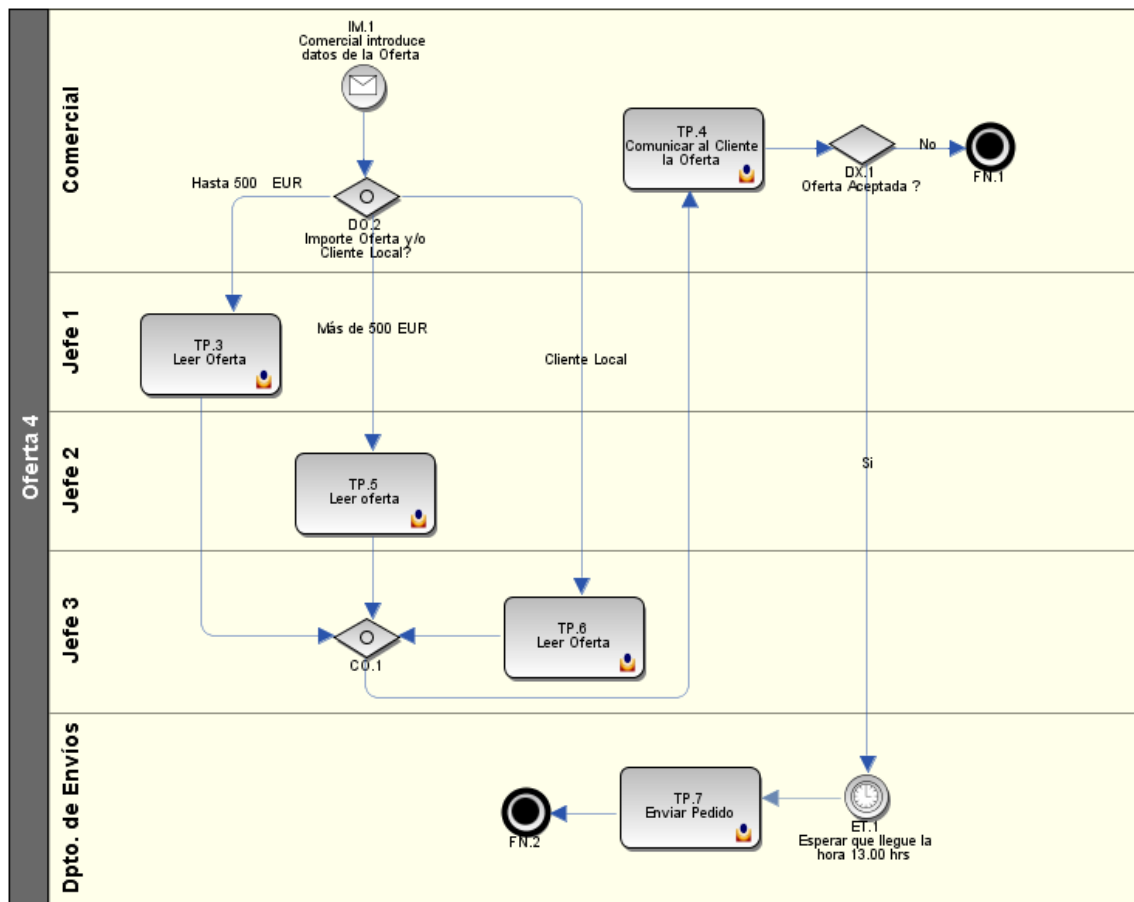 Oferta 4
Comercial
IM.1
Comercial introduce
datos de la Oferta
Hasta 500 EUR
DO.2
Importe Oferta y/o
Cliente Local?
TP.4
Comunicar al Cliente
la Oferta
DX.1
Oferta Aceptada ?
No
FN.1
Jefe 1
TP.3
Leer Oferta
Más de 500 EUR
Cliente Local
Jefe 2
TP.5
Leer oferta
Si
Jefe 3
CO.1
TP.6
Leer Oferta
Dpto. de Envíos
FN.2
TP.7
Enviar Pedido
ET.1
Esperar que llegue la
hora 13.00 hrs